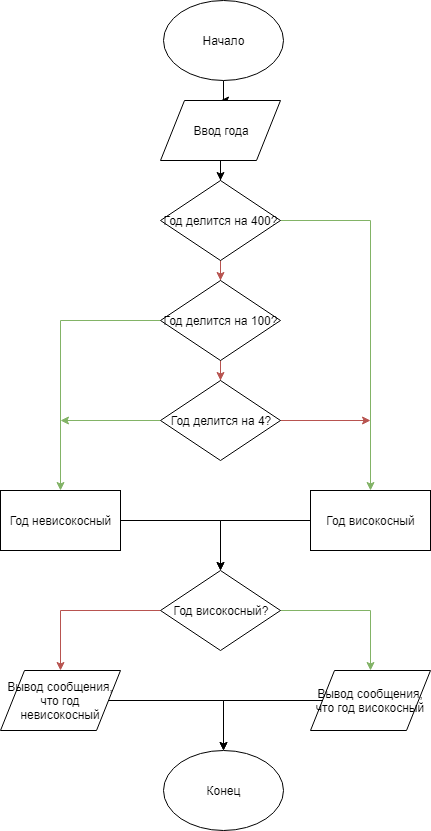 Начало
Ввод года
Год делится на 400?
Год делится на 100?
Год делится на 4?
Год невисокосный
Год високосный
Год високосный?
Вывод сообщения,
что год
невисокосный
Вывод сообщения,
что год високосный
Конец